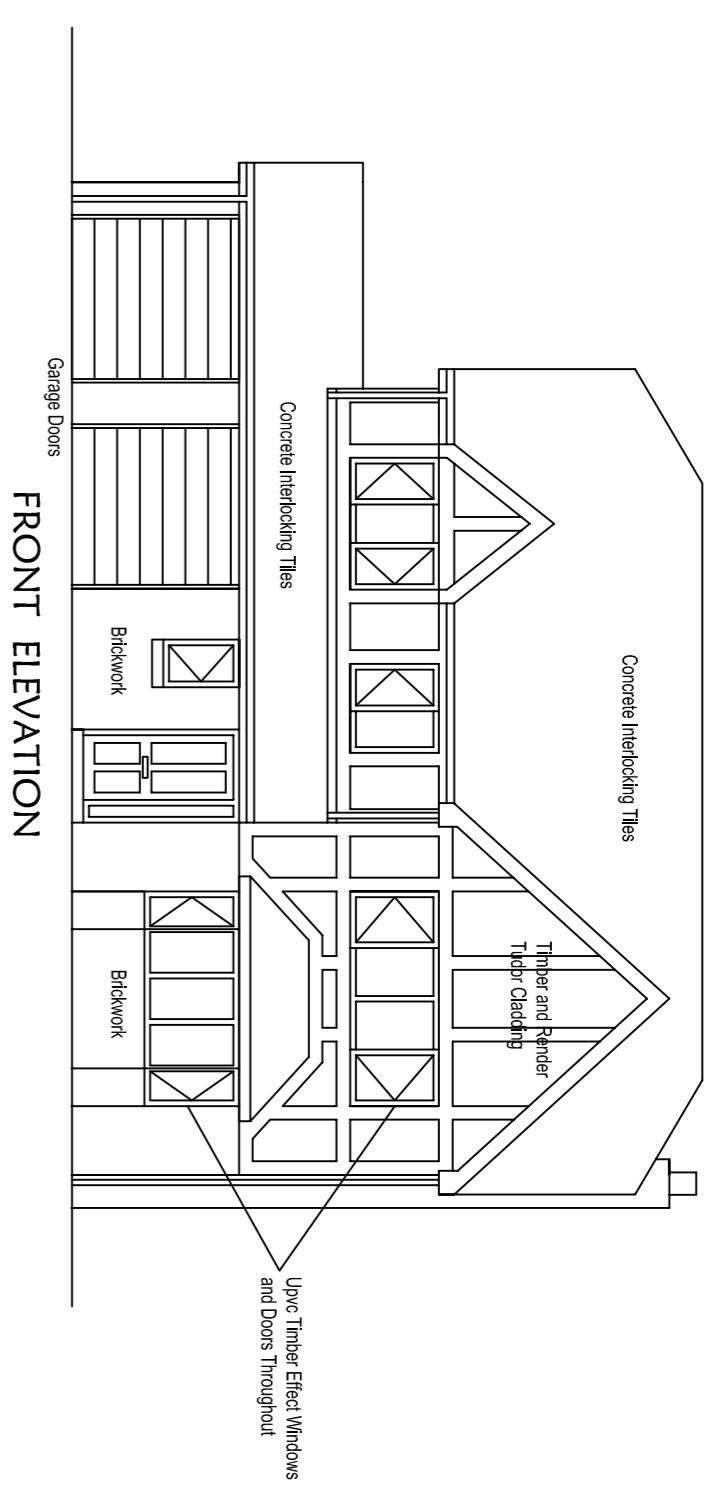 Concrete Interlocking Tiles
Timber and Render
Tudor Cladding
Concrete Interlocking Tiles
Upvc Timber Effect Windows
and Doors Throughout
Brickwork
Brickwork
Garage Doors
FRONT ELEVATION